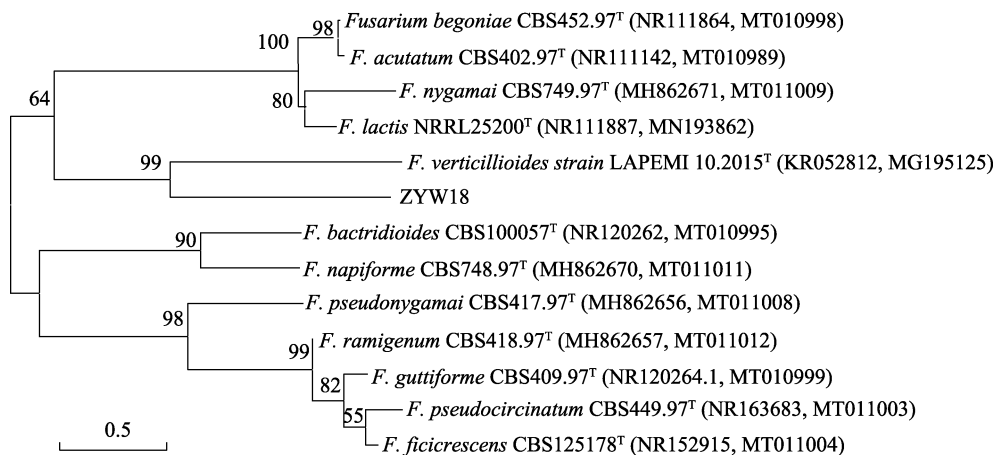 98 Fusarium begoniae CBS452.97ᵀ (NR111864, MT010998)
100
F. acutatum CBS402.97ᵀ (NR111142, MT010989)
80 F. nygamai CBS749.97ᵀ (MH862671, MT011009)
64
F. lactis NRRL25200ᵀ (NR111887, MN193862)
99 F. verticillioides strain LAPEMI 10.2015ᵀ (KR052812, MG195125)
ZYW18
90 F. bactridioides CBS100057ᵀ (NR120262, MT010995)
F. napiforme CBS748.97ᵀ (MH862670, MT011011)
98 F. pseudonygamai CBS417.97ᵀ (MH862656, MT011008)
99 F. ramigenum CBS418.97ᵀ (MH862657, MT011012)
82 F. guttiforme CBS409.97ᵀ (NR120264.1, MT010999)
55 F. pseudocircinatum CBS449.97ᵀ (NR163683, MT011003)
0.5
F. ficicrescens CBS125178ᵀ (NR152915, MT011004)